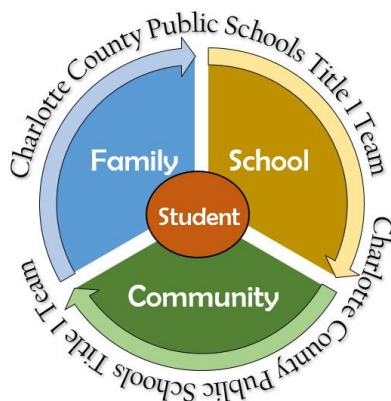 Charlotte County Public Schools Title I Team
Family
School
Student
Community
Charlotte County Public Schools Title I Team